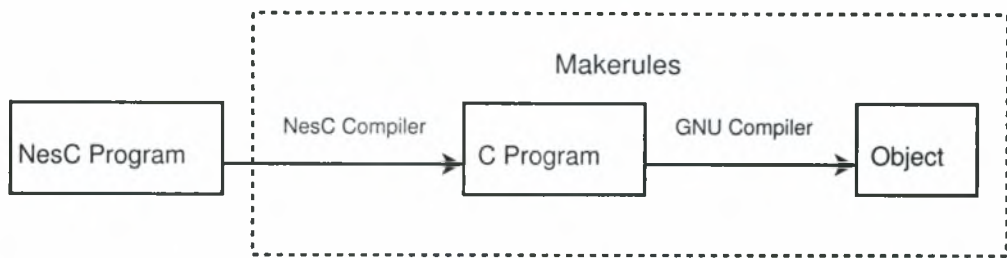 Makerules
NesC Program
NesC Compiler
C Program
GNU Compiler
Object